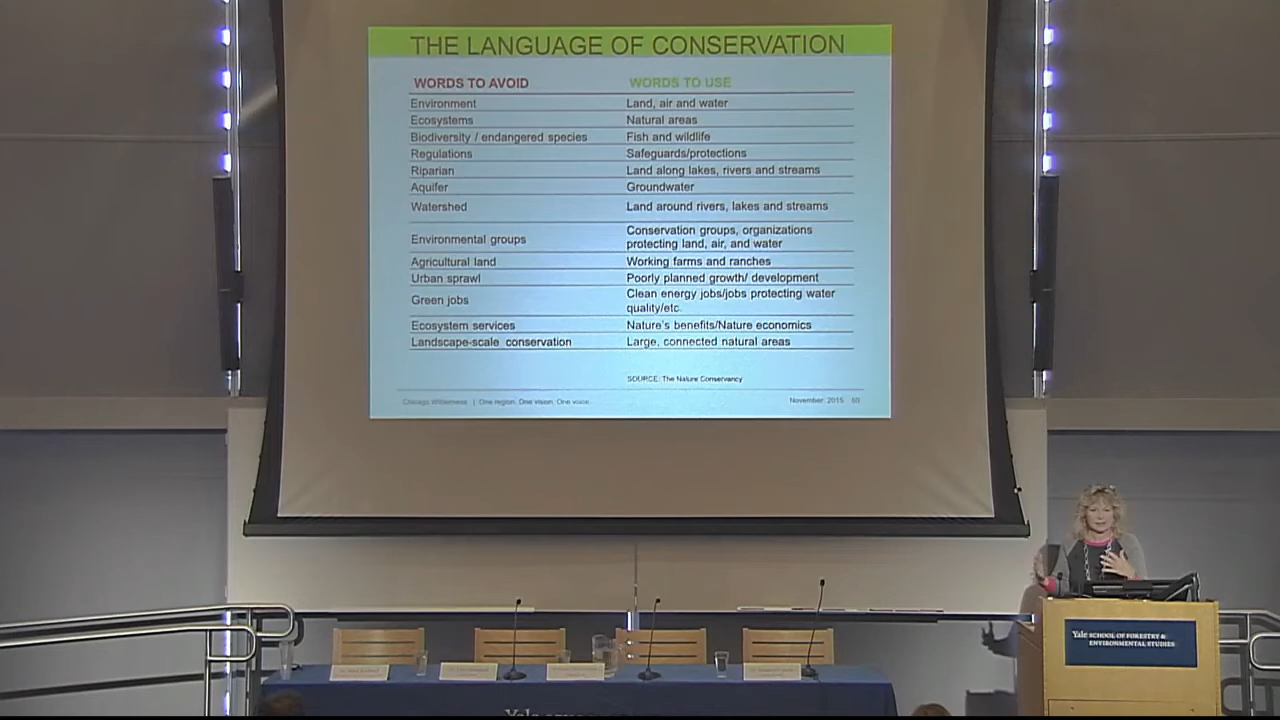 THE LANGUAGE OF CONSERVATION
WORDS TO AVOID WORDS TO USE
Environment Land, air and water
Ecosystems Natural areas
Biodiversity / endangered species Fish and wildlife
Regulations Safeguards/protections
Riparian Land along lakes, rivers and streams
Aquifer Groundwater
Watershed Land around rivers, lakes and streams
Environmental groups Conservation groups, organizations
protecting land, air, and water
Agricultural land Working farms and ranches
Urban sprawl Poorly planned growth/ development
Green jobs Clean energy jobs/jobs protecting water
quality/etc.
Ecosystem services Nature's benefits/Nature economics
Landscape-scale conservation Large, connected natural areas
SOURCE: The Nature Conservancy
Chicago Wilderness | One region, One vision, One voice November, 2015 60
Yale SCHOOL OF FORESTRY &
ENVIRONMENTAL STUDIES
Yale